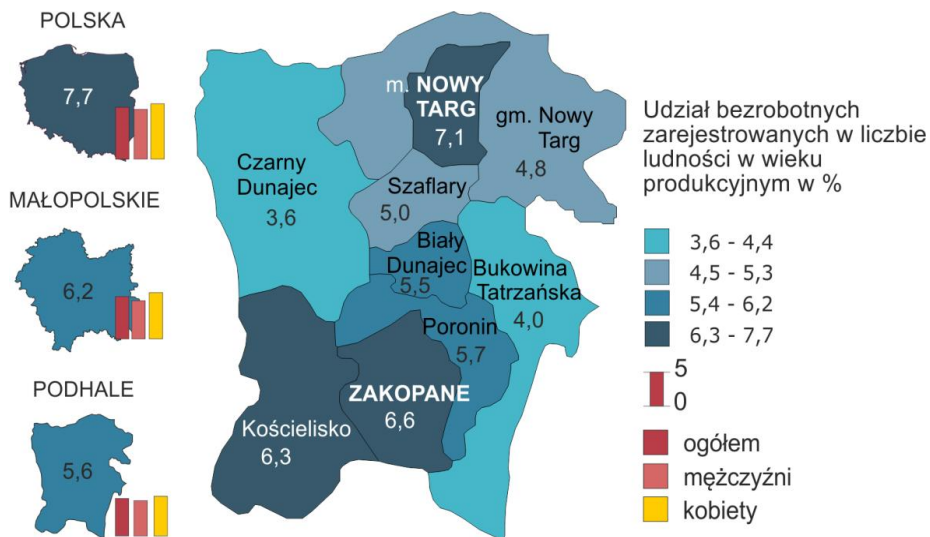 POLSKA
7,7
MAŁOPOLSKIE
6,2
PODHALE
5,6
m. NOWY
TARG
7,1
gm. Nowy
Targ
4,8
Czarny
Dunajec
3,6
Szaflary
5,0
Biały
Dunajec
5,5
Bukowina
Tatrzańska
4,0
Poronin
5,7
ZAKOPANE
6,6
Kościelisko
6,3
Udział bezrobotnych
zarejestrowanych w liczbie
ludności w wieku
produkcyjnym w %
3,6 - 4,4
4,5 - 5,3
5,4 - 6,2
6,3 - 7,7
5
0
ogółem
mężczyźni
kobiety